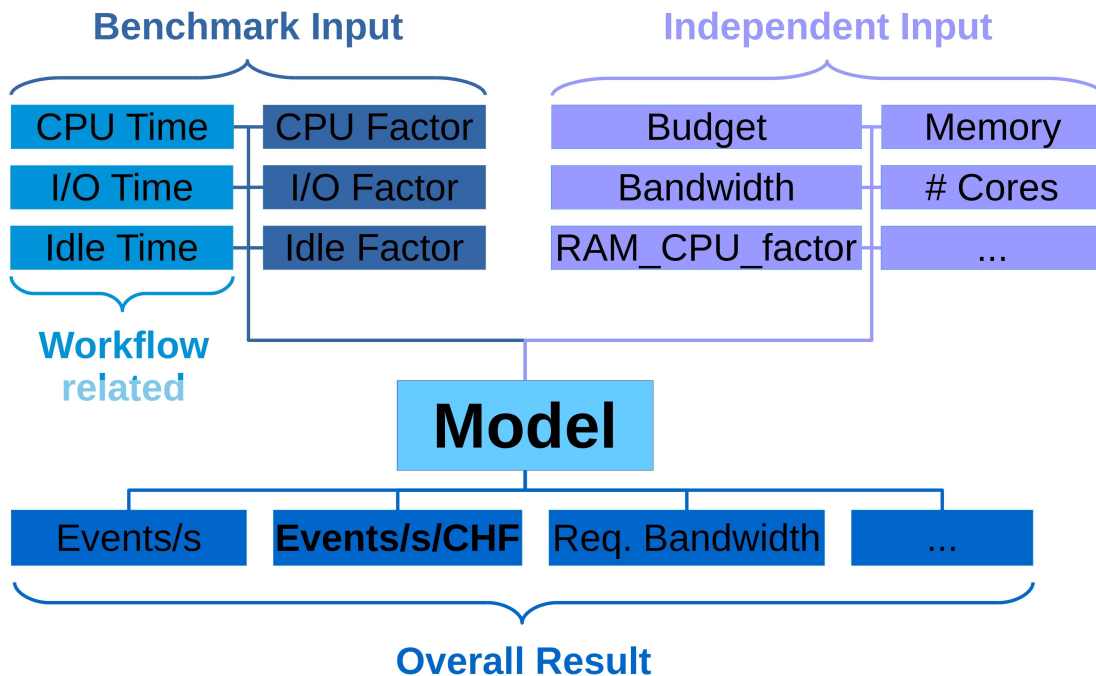 Benchmark Input
Independent Input
CPU Time
CPU Factor
Budget
Memory
I/O Time
I/O Factor
Bandwidth
# Cores
Idle Time
Idle Factor
RAM_CPU_factor
...
Workflow
related
Model
Events/s
Events/s/CHF
Req. Bandwidth
...
Overall Result